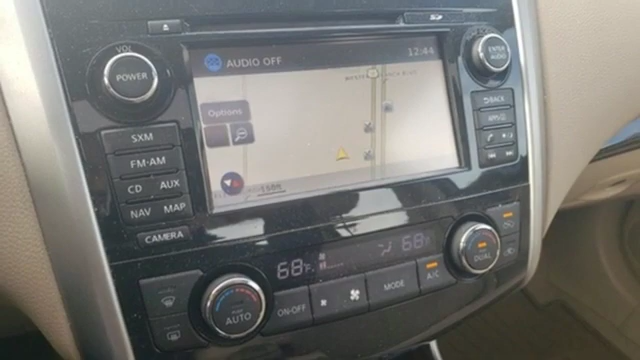 VOL
POWER
AUDIO OFF
12:44
ENTER
AUDIO
Options
SXM
FM·AM
CD AUX
NAV MAP
CAMERA
BACK
68°F
68°F
AUTO
ON·OFF
MODE
A/C
DUAL